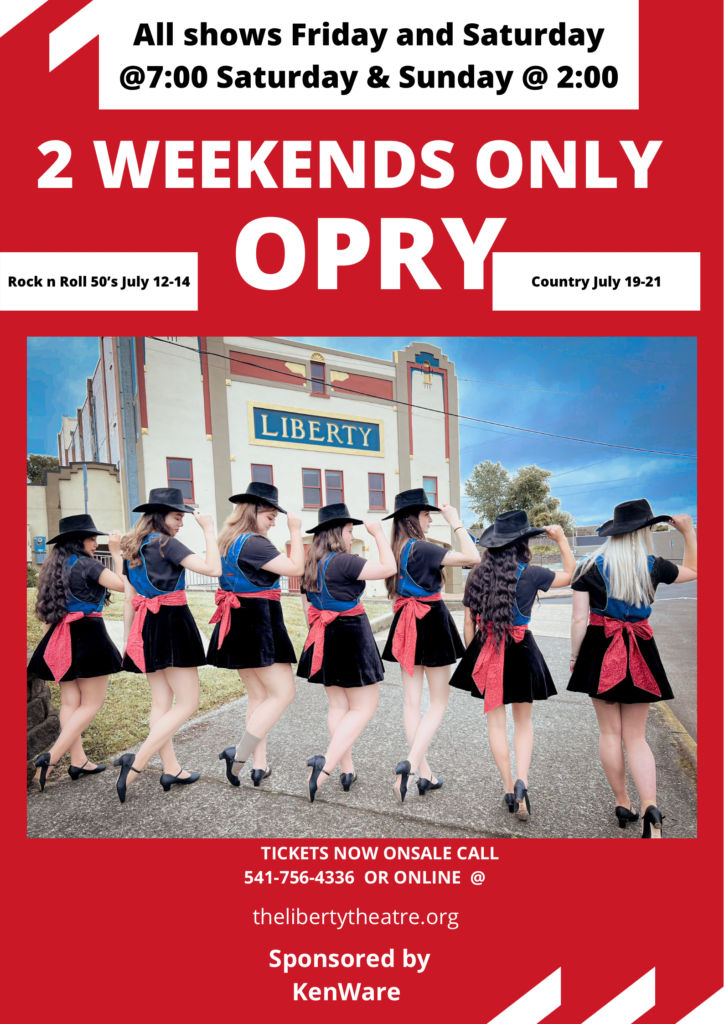 All shows Friday and Saturday
@7:00 Saturday & Sunday @ 2:00
2 WEEKENDS ONLY
OPRY
Rock n Roll 50’s July 12-14
Country July 19-21
LIBERTY
TICKETS NOW ONSALE CALL
541-756-4336 OR ONLINE @
thelibertytheatre.org
Sponsored by
KenWare